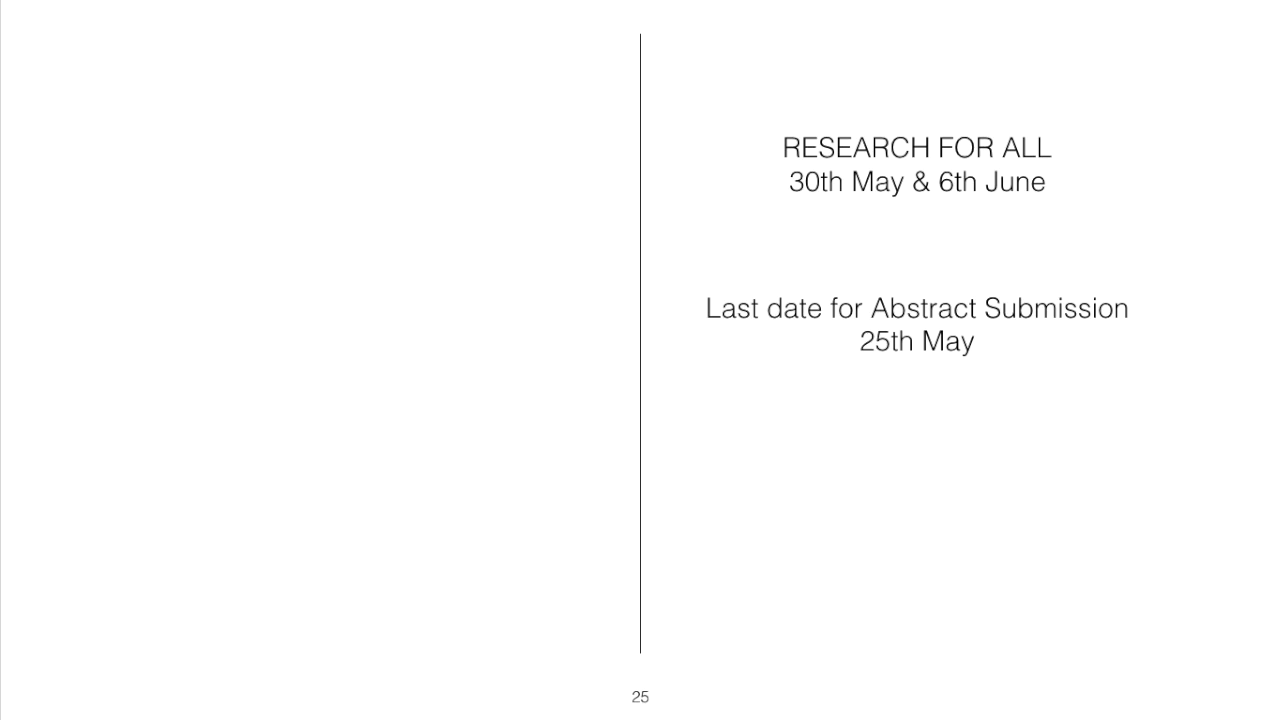 RESEARCH FOR ALL
30th May & 6th June
Last date for Abstract Submission
25th May
25